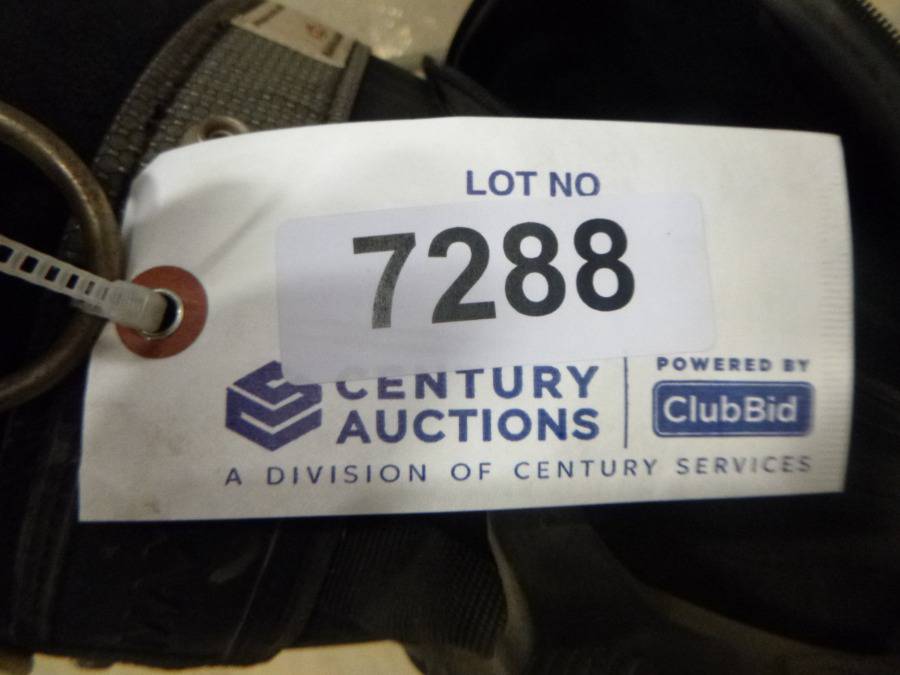 LOT NO
7288
CENTURY
AUCTIONS
POWERED BY
ClubBid
A DIVISION OF CENTURY SERVICES